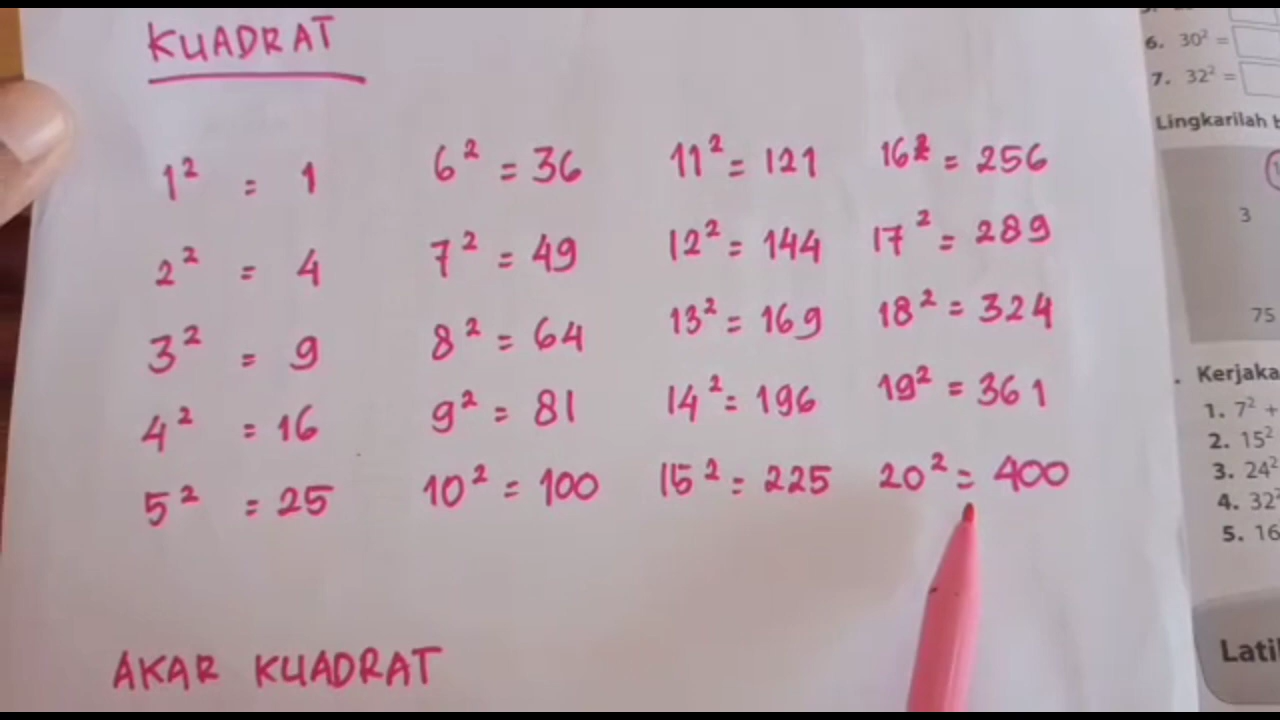 KUADRAT
1² = 1
2² = 4
3² = 9
4² = 16
5² = 25
6² = 36
7² = 49
8² = 64
9² = 81
10² = 100
11² = 121
12² = 144
13² = 169
14² = 196
15² = 225
16² = 256
17² = 289
18² = 324
19² = 361
20² = 400
AKAR KUADRAT
6. 30² =
7. 32² =
Lingkarilah
3
75
1. 7² +
2. 15²
3. 24²
4. 32
5. 16